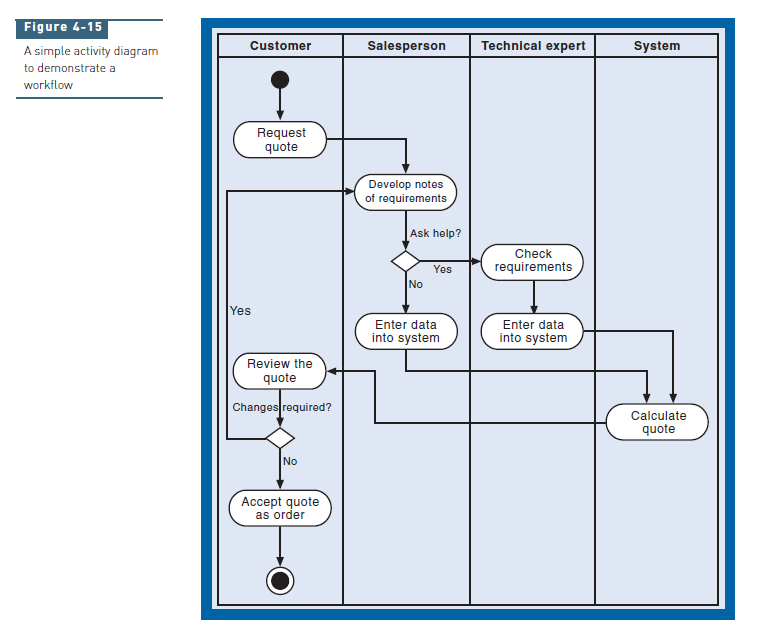 Figure 4-15
A simple activity diagram
to demonstrate a
workflow
Customer
Salesperson
Technical expert
System
Request
quote
Develop notes
of requirements
Ask help?
Yes
No
Check
requirements
Yes
Enter data
into system
Enter data
into system
Review the
quote
Changes required?
No
Calculate
quote
Accept quote
as order